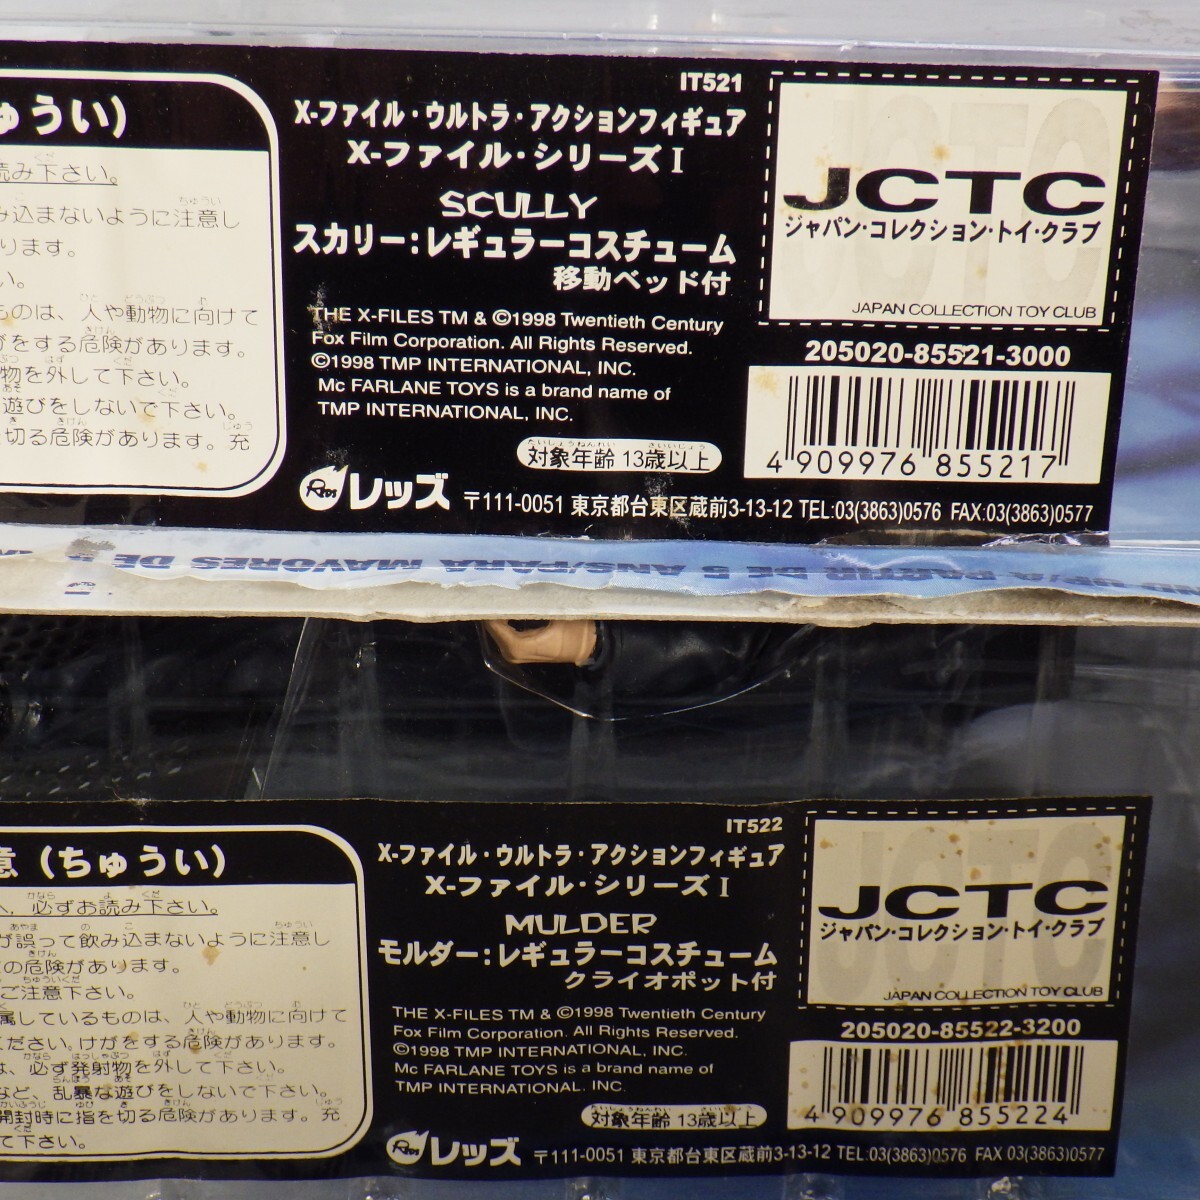 ゅうい)
読み下さい。
み込まないように注意し
ります。
い。
ものは、人や動物に向けて
がをする危険があります。
物を外して下さい。
遊びをしないで下さい。
切る危険があります。充
IT521
X-ファイル・ウルトラ・アクションフィギュア
X-ファイル・シリーズ I
SCULLY
スカリー:レギュラーコスチューム
移動ベッド付
THE X-FILES TM & ©1998 Twentieth Century
Fox Film Corporation. All Rights Reserved.
©1998 TMP INTERNATIONAL, INC.
Mc FARLANE TOYS is a brand name of
TMP INTERNATIONAL, INC.
対象年齢 13歳以上
レッズ 〒111-0051 東京都台東区蔵前3-13-12 TEL:03(3863)0576 FAX:03(3863)0577
JCTC
ジャパン・コレクション・トイ・クラブ
JAPAN COLLECTION TOY CLUB
205020-85521-3000
4 909976 855217
UP/A PARTIR DE 5 ANS/PARA MAYORES DE 5
意(ちゅうい)
必ずお読み下さい。
が誤って飲み込まないように注意し
の危険があります。
ご注意下さい。
属しているものは、人や動物に向けて
ください。けがをする危険があります。
は、必ず発射物を外して下さい。
など、乱暴な遊びをしないで下さい。
開封時に指を切る危険があります。充
て下さい。
IT522
X-ファイル・ウルトラ・アクションフィギュア
X-ファイル・シリーズ I
MULDER
モルダー:レギュラーコスチューム
クライオポット付
THE X-FILES TM & ©1998 Twentieth Century
Fox Film Corporation. All Rights Reserved.
©1998 TMP INTERNATIONAL, INC.
Mc FARLANE TOYS is a brand name of
TMP INTERNATIONAL. INC.
対象年齢 13歳以上
レッズ 〒111-0051 東京都台東区蔵前3-13-12 TEL:03(3863)0576 FAX 03(3863)0577
JCTC
ジャパン・コレクション・トイ・クラブ
JAPAN COLLECTION TOY CLUB
205020-85522-3200
4 909976 855224